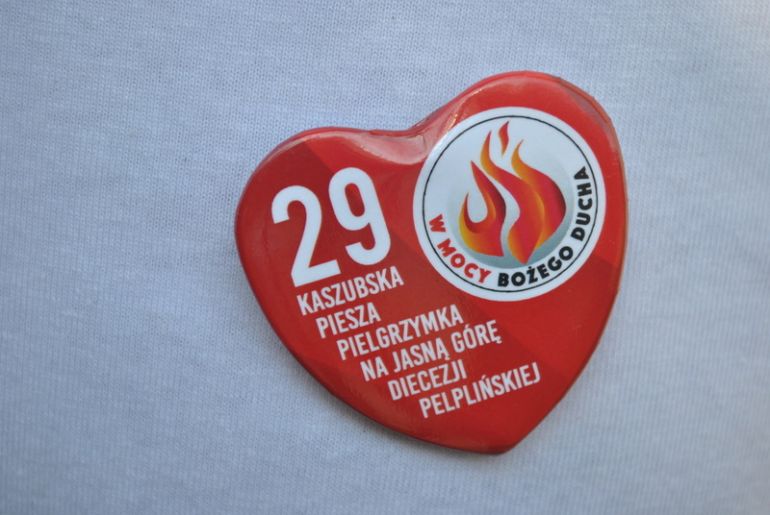 29
KASZUBSKA
PIESZA
PIELGRZYMKA
NA JASNĄ GÓRĘ
DIECEZJI
PELPLIŃSKIEJ
W MOCY BOŻEGO DUCHA